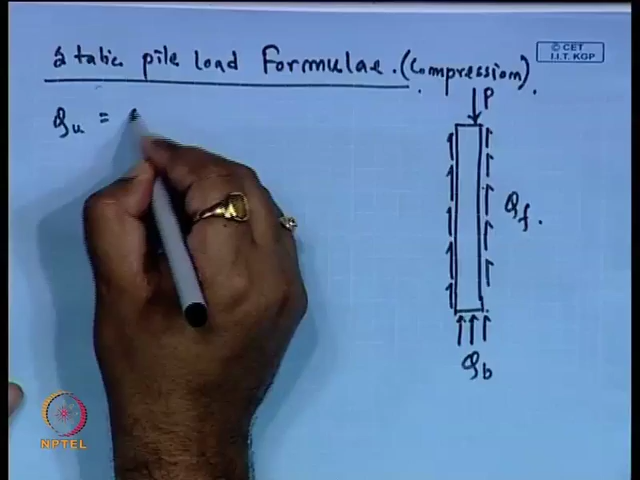 Static pile load Formulae. (Compression).
© CET
I.I.T. KGP
Qu =
P
Qf.
Qb
NPTEL